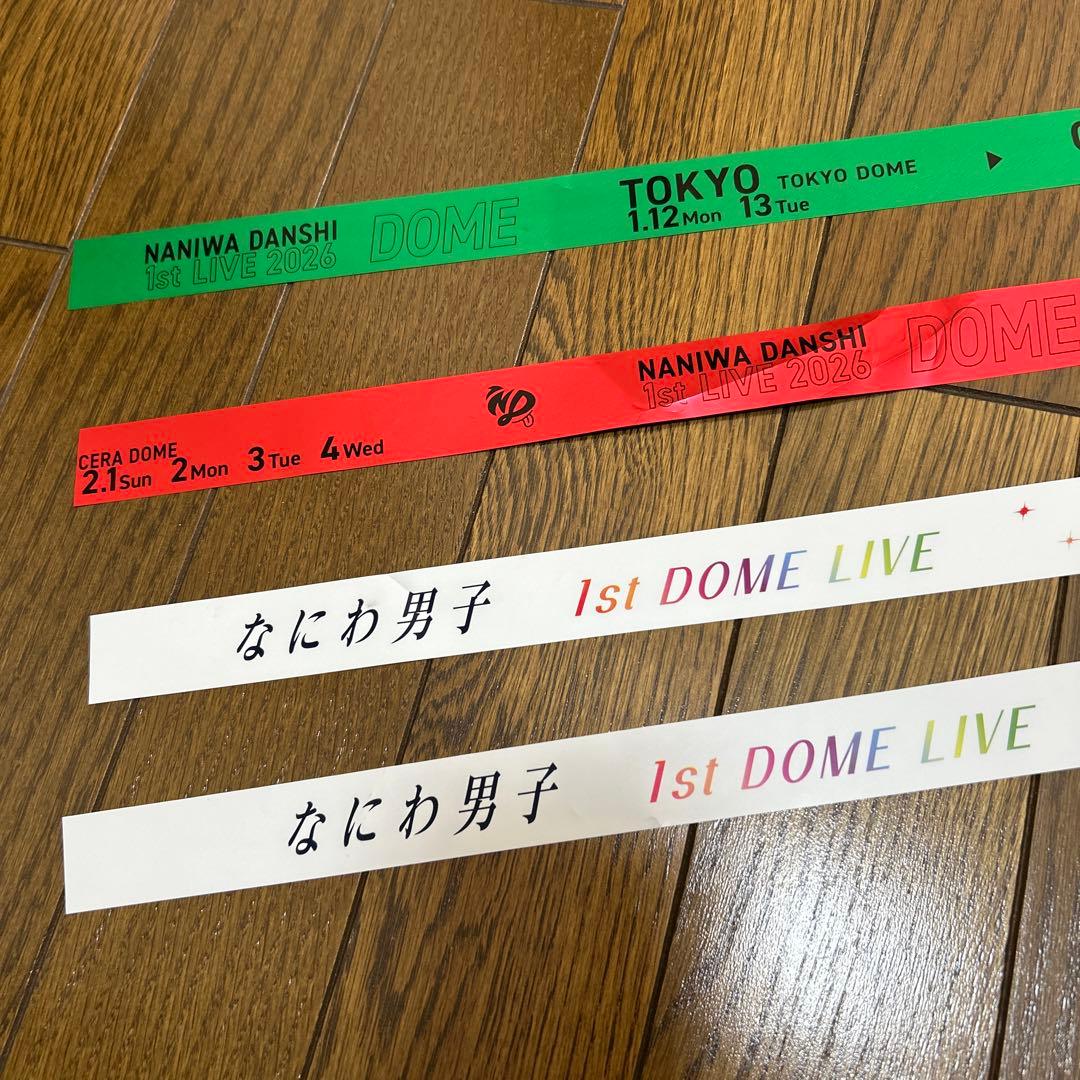 NANIWA DANSHI
1st LIVE 2026
DOME
TOKYO TOKYO DOME
1.12 Mon 13 Tue
CERA DOME
2.1 Sun 2 Mon 3 Tue 4 Wed
ND
NANIWA DANSHI
1st LIVE 2026
DOME
なにわ男子 1st DOME LIVE
なにわ男子 1st DOME LIVE